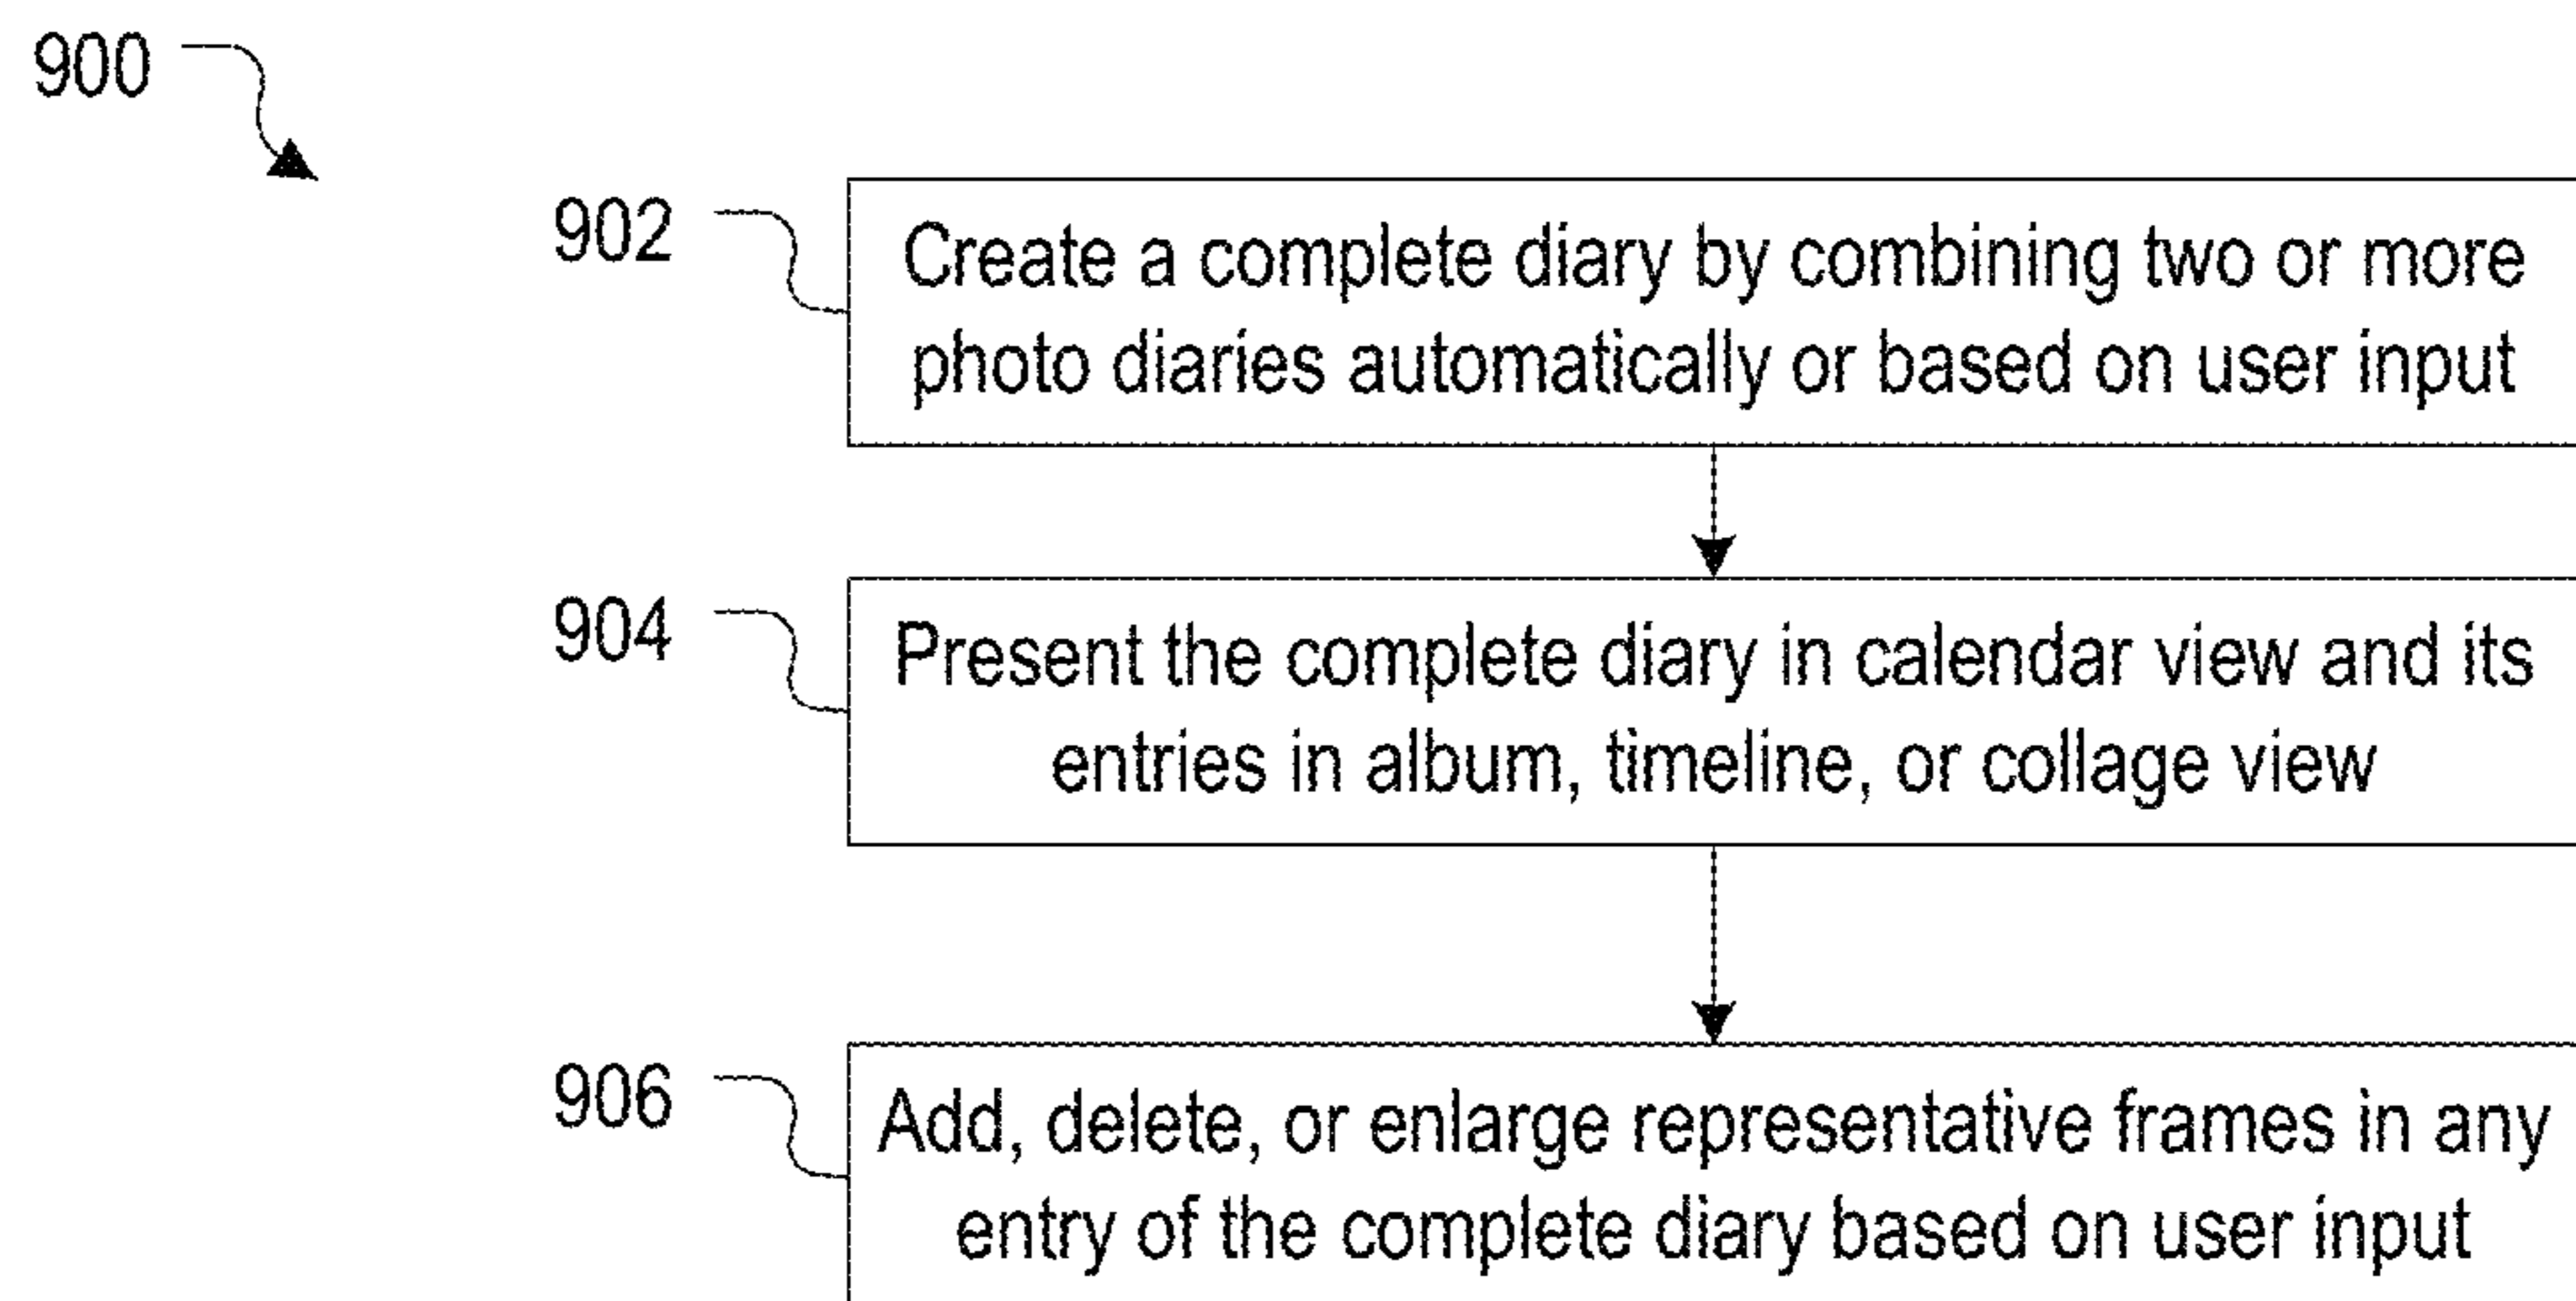 900
902
Create a complete diary by combining two or more
photo diaries automatically or based on user input
904
Present the complete diary in calendar view and its
entries in album, timeline, or collage view
906
Add, delete, or enlarge representative frames in any
entry of the complete diary based on user input